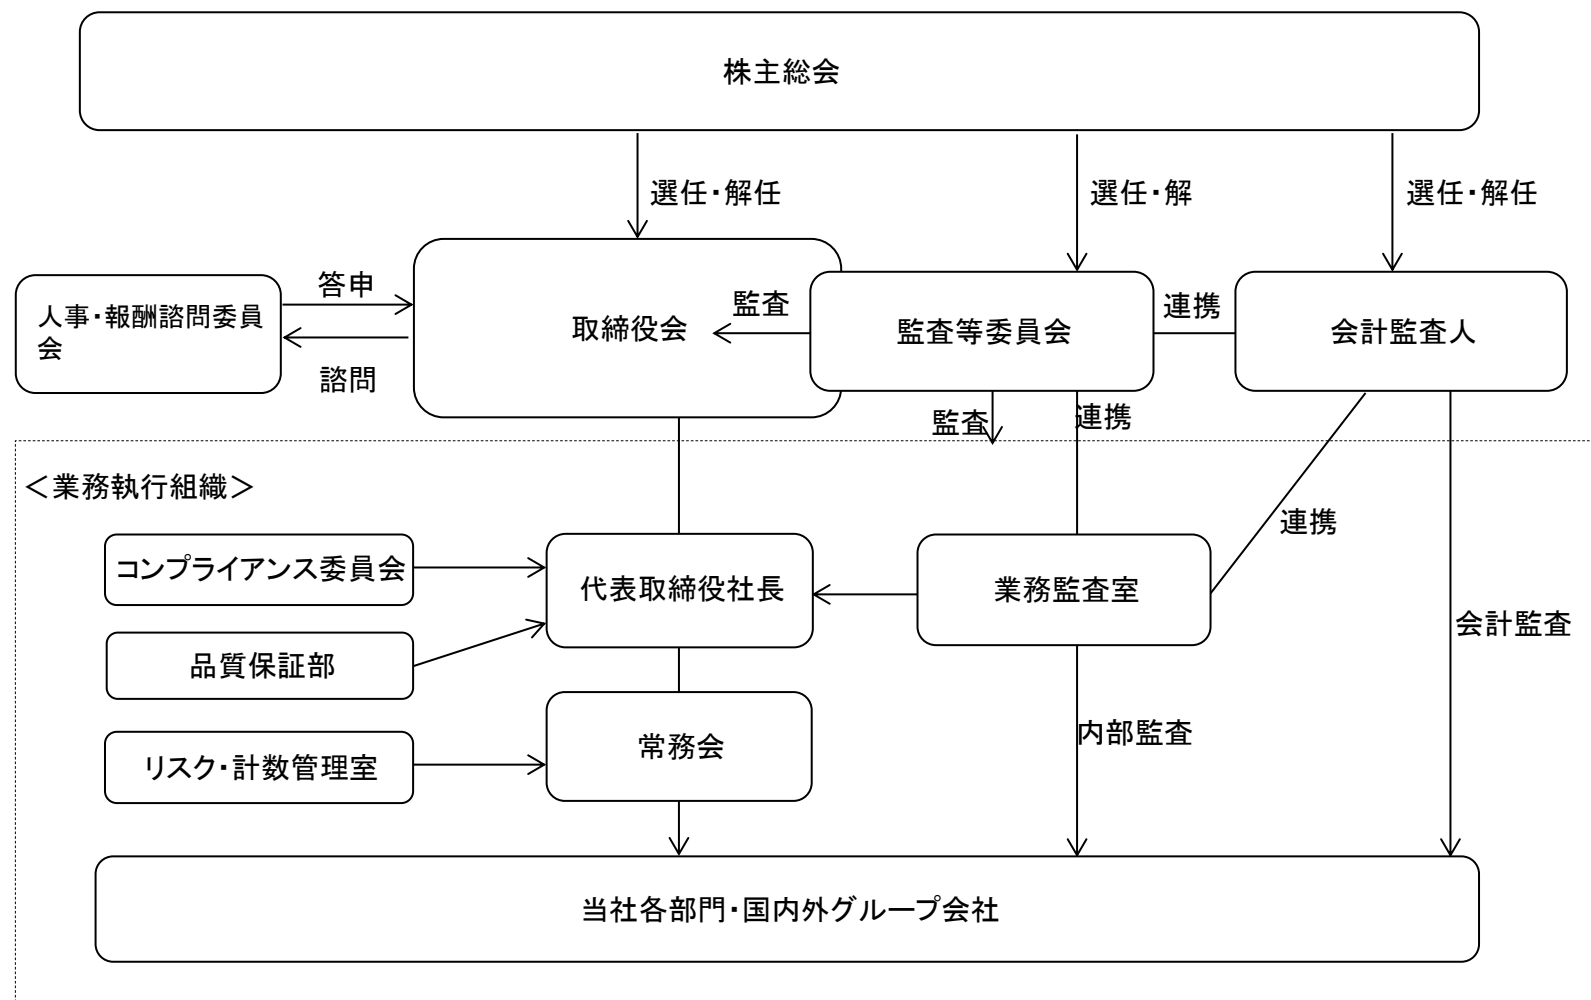 株主総会
選任・解任
選任・解
選任・解任
人事・報酬諮問委員
会
答申
諮問
取締役会
監査
監査等委員会
連携
会計監査人
監査
連携
＜業務執行組織＞
連携
コンプライアンス委員会
代表取締役社長
業務監査室
会計監査
品質保証部
常務会
内部監査
リスク・計数管理室
当社各部門・国内外グループ会社